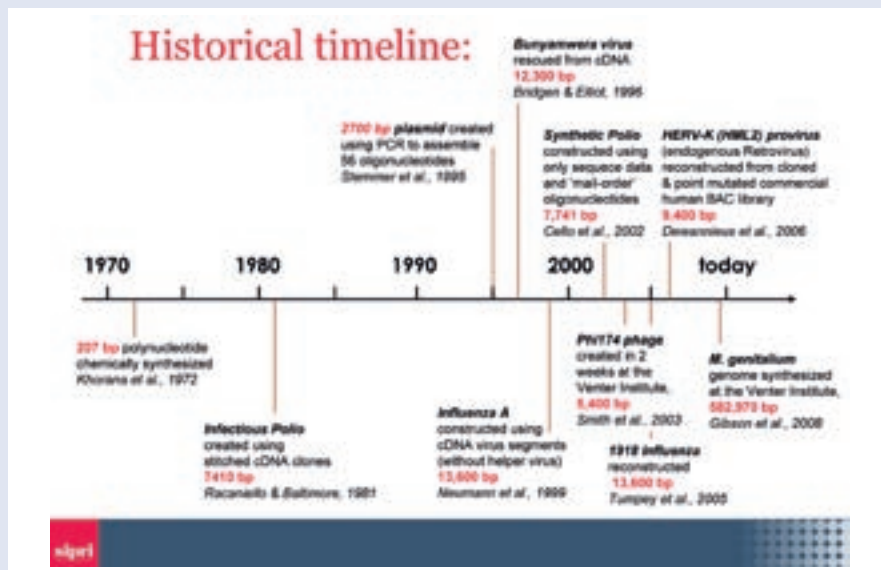 Historical timeline:
Bunyamwera virus
rescued from cDNA
12,300 bp
Bridgen & Elliot, 1996
2700 bp plasmid created
using PCR to assemble
56 oligonucleotides
Stemmer et al., 1995
Synthetic Polio
constructed using
only sequece data
and 'mail-order'
oligonucleotides
7,741 bp
Cello et al., 2002
HERV-K (HML2) provirus
(endogenous Retrovirus)
reconstructed from cloned
& point mutated commercial
human BAC library
9,400 bp
Dewannieux et al., 2006
1970
1980
1990
2000
today
207 bp polynucleotide
chemically synthesized
Khorana et al., 1972
Infectious Polio
created using
stitched cDNA clones
7410 bp
Racaniello & Baltimore, 1981
Influenza A
constructed using
cDNA virus segments
(without helper virus)
13,600 bp
Neumann et al., 1999
Phi174 phage
created in 2
weeks at the
Venter Institute,
5,400 bp
Smith et al., 2003
1918 influenza
reconstructed
13,600 bp
Tumpey et al., 2005
M. genitalium
genome synthesized
at the Venter Institute,
582,970 bp
Gibson et al., 2008
sipri